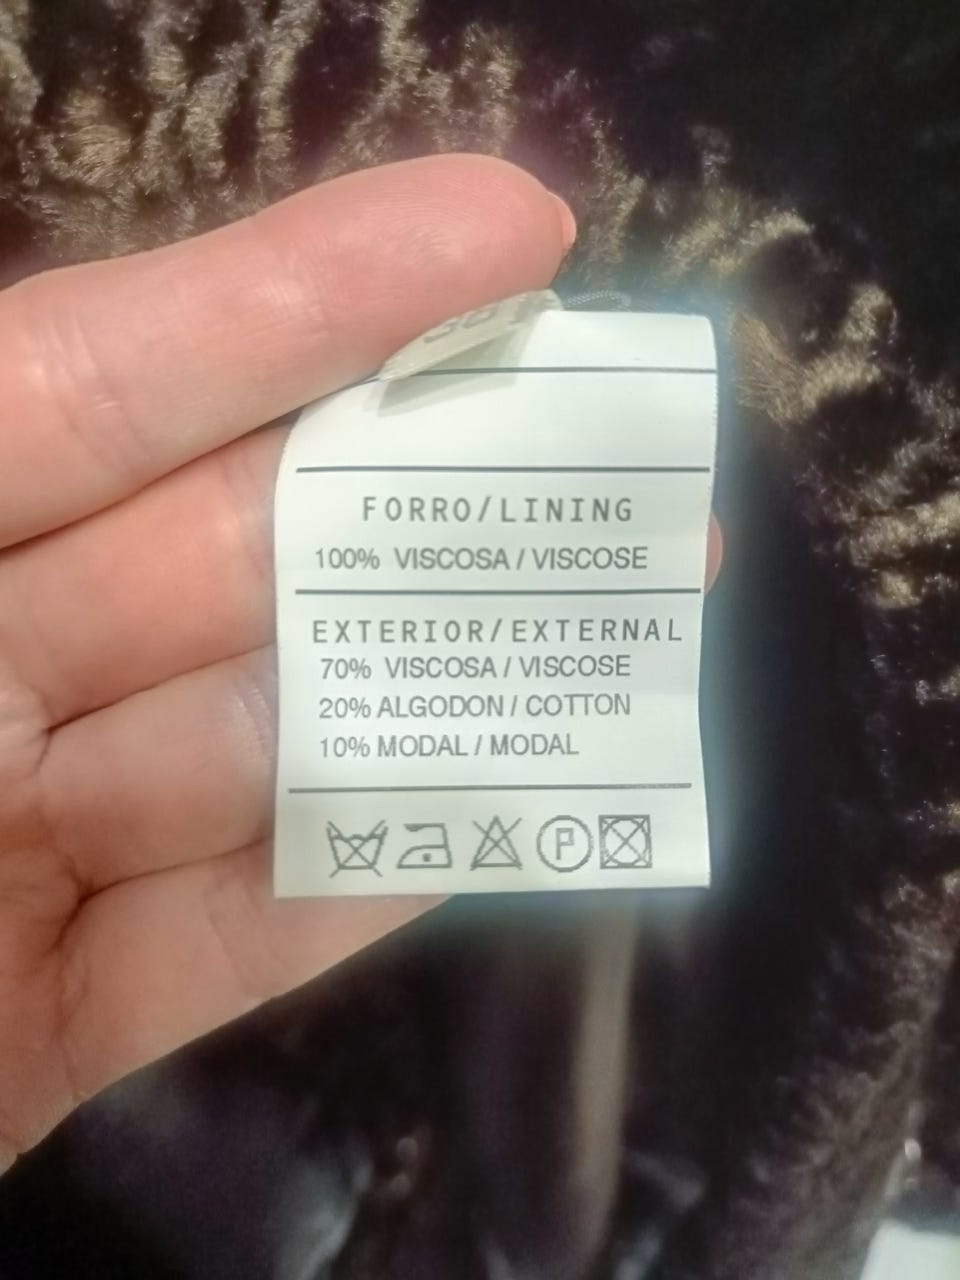 FORRO/LINING
100% VISCOSA / VISCOSE
EXTERIOR/EXTERNAL
70% VISCOSA / VISCOSE
20% ALGODON / COTTON
10% MODAL / MODAL
P